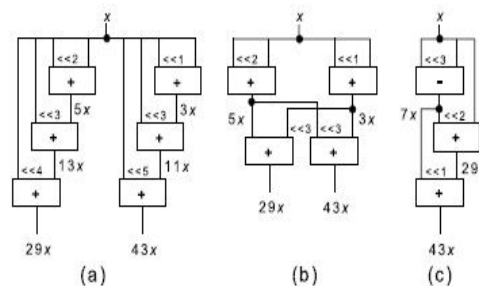 x x x
<<2 <<1 <<2 <<1 <<3
+ + + + -
5x 3x 5x 3x 7x
<<3 <<3 <<3 <<3 <<2
+ + + + +
13x 11x 29
<<4 <<5 <<1
+ + +
29x 43x
29x 43x 43x
(a) (b) (c)